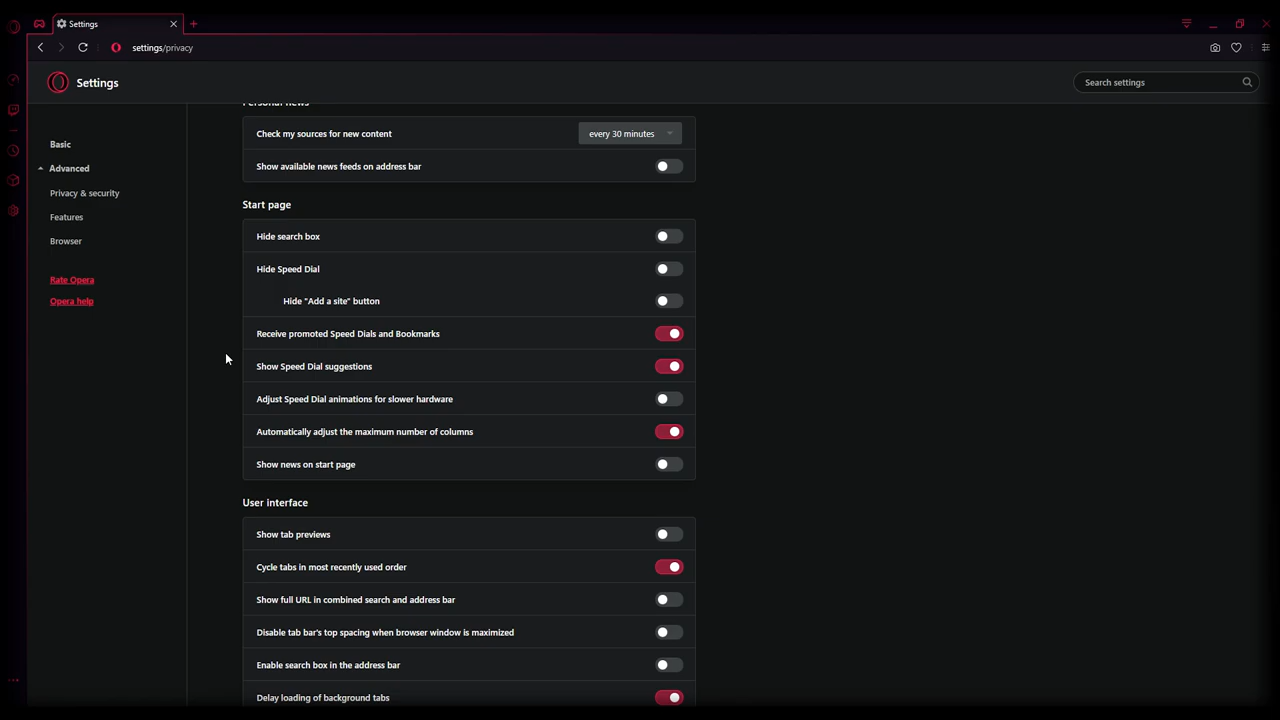 Settings
settings/privacy
Settings
Search settings
Basic
Advanced
Privacy & security
Features
Browser
Rate Opera
Opera help
Personal news
Check my sources for new content
every 30 minutes
Show available news feeds on address bar
Start page
Hide search box
Hide Speed Dial
Hide "Add a site" button
Receive promoted Speed Dials and Bookmarks
Show Speed Dial suggestions
Adjust Speed Dial animations for slower hardware
Automatically adjust the maximum number of columns
Show news on start page
User interface
Show tab previews
Cycle tabs in most recently used order
Show full URL in combined search and address bar
Disable tab bar's top spacing when browser window is maximized
Enable search box in the address bar
Delay loading of background tabs